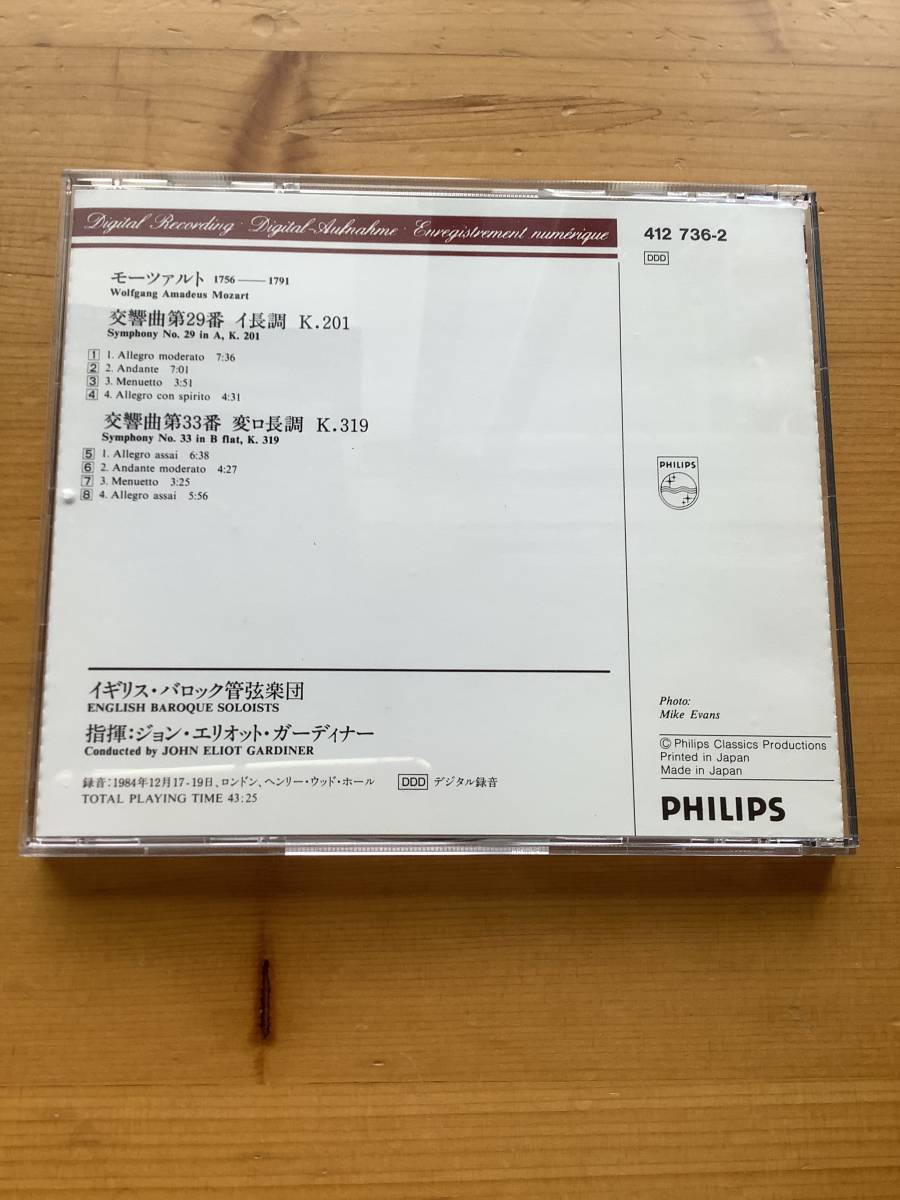 Digital Recording · Digital-Aufnahme · Enregistrement numérique
モーツァルト 1756——1791
Wolfgang Amadeus Mozart
交響曲第29番 イ長調 K.201
Symphony No. 29 in A, K. 201
1 1. Allegro moderato 7:36
2 2. Andante 7:01
3 3. Menuetto 3:51
4 4. Allegro con spirito 4:31
交響曲第33番 変ロ長調 K.319
Symphony No. 33 in B flat, K. 319
5 1. Allegro assai 6:38
6 2. Andante moderato 4:27
7 3. Menuetto 3:25
8 4. Allegro assai 5:56
イギリス・バロック管弦楽団
ENGLISH BAROQUE SOLOISTS
指揮:ジョン・エリオット・ガーディナー
Conducted by JOHN ELIOT GARDINER
録音:1984年12月17-19日、ロンドン、ヘンリー・ウッド・ホール DDD デジタル録音
TOTAL PLAYING TIME 43:25
412 736-2
DDD
PHILIPS
Photo:
Mike Evans
© Philips Classics Productions
Printed in Japan
Made in Japan
PHILIPS